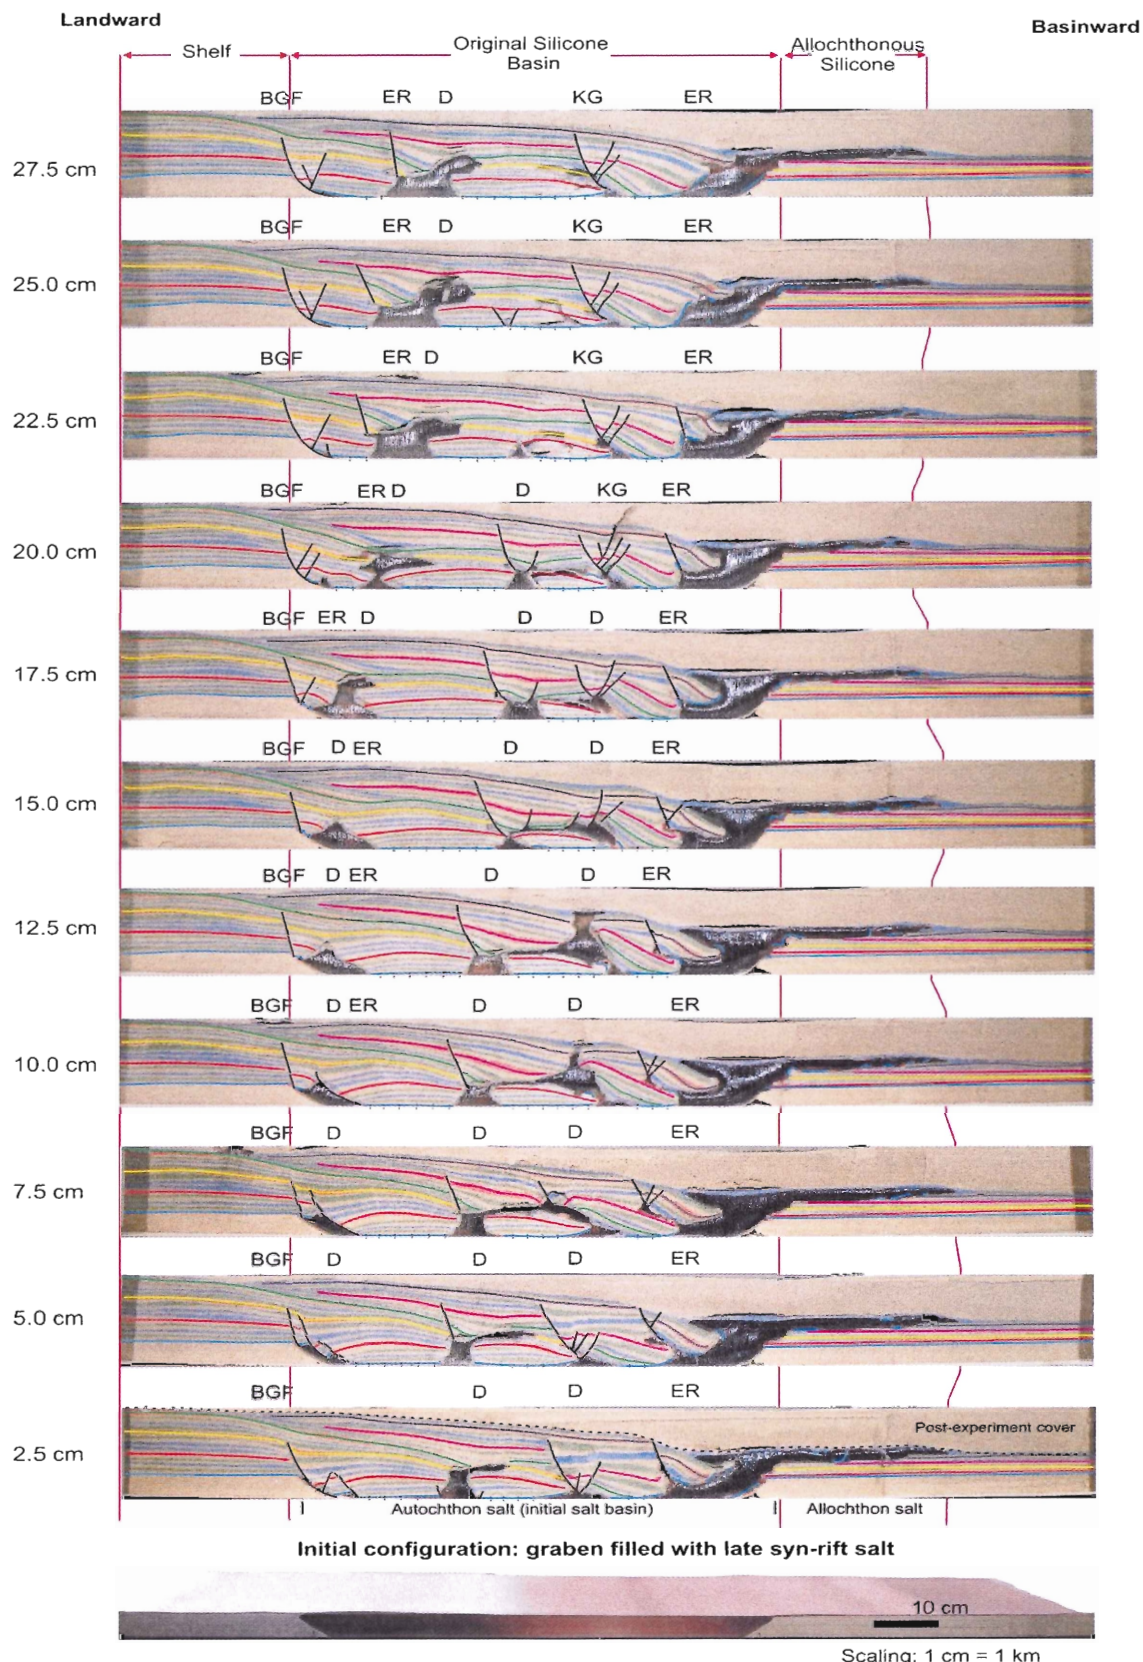 Landward
Basinward
Shelf
Original Silicone
Basin
Allochthonous
Silicone
BGF ER D KG ER
27.5 cm
BGF ER D KG ER
25.0 cm
BGF ER D KG ER
22.5 cm
BGF ER D D KG ER
20.0 cm
BGF ER D D D ER
17.5 cm
BGF D ER D D ER
15.0 cm
BGF D ER D D ER
12.5 cm
BGF D ER D D ER
10.0 cm
BGF D D D ER
7.5 cm
BGF D D D ER
5.0 cm
BGF D D ER
Post-experiment cover
2.5 cm
Autochthon salt (initial salt basin)
Allochthon salt
Initial configuration: graben filled with late syn-rift salt
10 cm
Scaling: 1 cm = 1 km